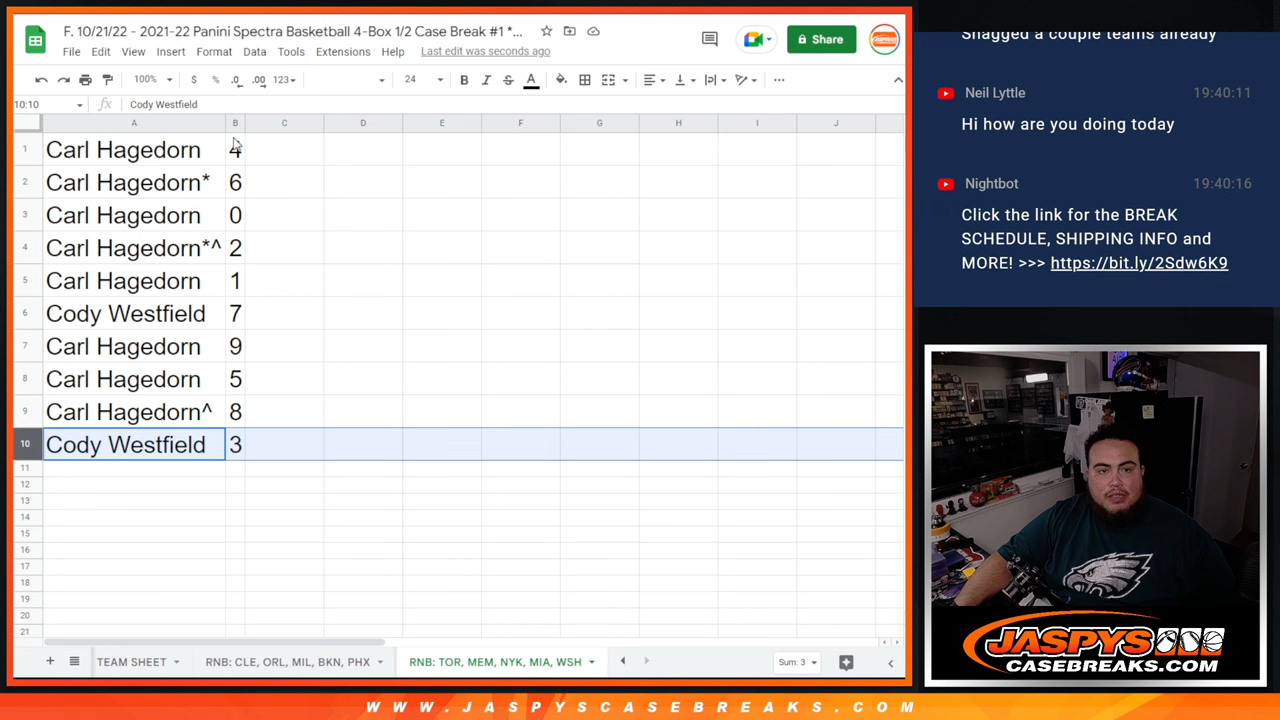 F. 10/21/22 - 2021-22 Panini Spectra Basketball 4-Box 1/2 Case Break #1 *...
File Edit View Insert Format Data Tools Extensions Help Last edit was seconds ago
Share
100% $ % .0 .00 123 24 B I S A
10:10 fx Cody Westfield
A B C D E F G H I J
1 Carl Hagedorn 4
2 Carl Hagedorn* 6
3 Carl Hagedorn 0
4 Carl Hagedorn*^ 2
5 Carl Hagedorn 1
6 Cody Westfield 7
7 Carl Hagedorn 9
8 Carl Hagedorn 5
9 Carl Hagedorn^ 8
10 Cody Westfield 3
11
12
13
14
15
16
17
18
19
20
21
+ TEAM SHEET RNB: CLE, ORL, MIL, BKN, PHX RNB: TOR, MEM, NYK, MIA, WSH Sum: 3
Snagged a couple teams already
Neil Lyttle 19:40:11
Hi how are you doing today
Nightbot 19:40:16
Click the link for the BREAK
SCHEDULE, SHIPPING INFO and
MORE! >>> https://bit.ly/2Sdw6K9
JASPYS
CASEBREAKS.COM
WWW.JASPYSCASEBREAKS.COM